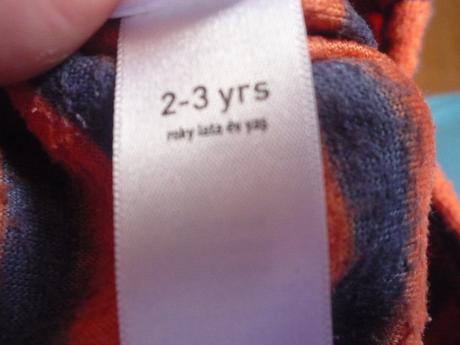 2-3 yrs
roky lata év yaş